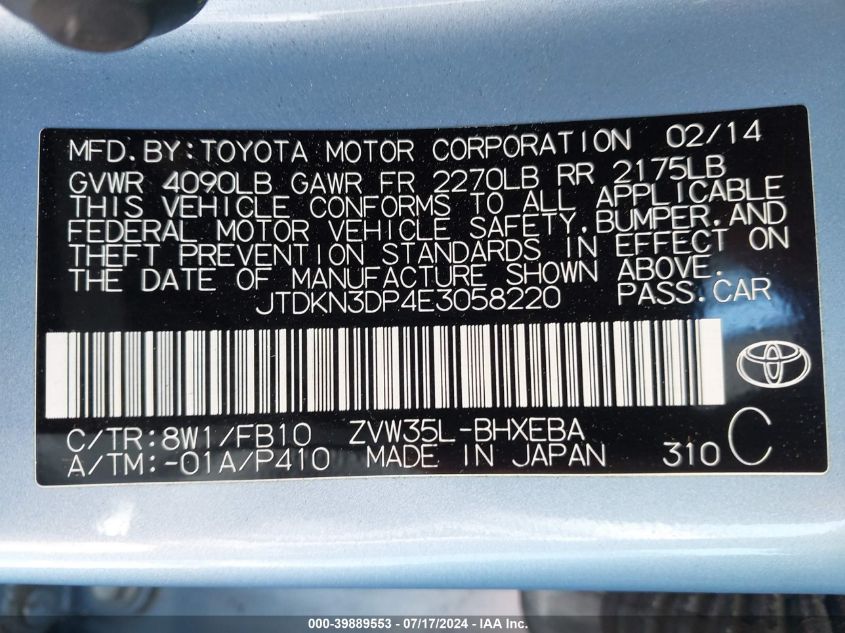 MFD.BY:TOYOTA MOTOR CORPORATION 02/14
GVWR 4090LB GAWR FR 2270LB RR 2175LB
THIS VEHICLE CONFORMS TO ALL APPLICABLE
FEDERAL MOTOR VEHICLE SAFETY,BUMPER,AND
THEFT PREVENTION STANDARDS IN EFFECT ON
THE DATE OF MANUFACTURE SHOWN ABOVE.
JTDKN3DP4E3058220 PASS.CAR
C/TR:8W1/FB10 ZVW35L-BHXEBA
A/TM:-01A/P410 MADE IN JAPAN 310 C
000-39889553 - 07/17/2024 - IAA Inc.